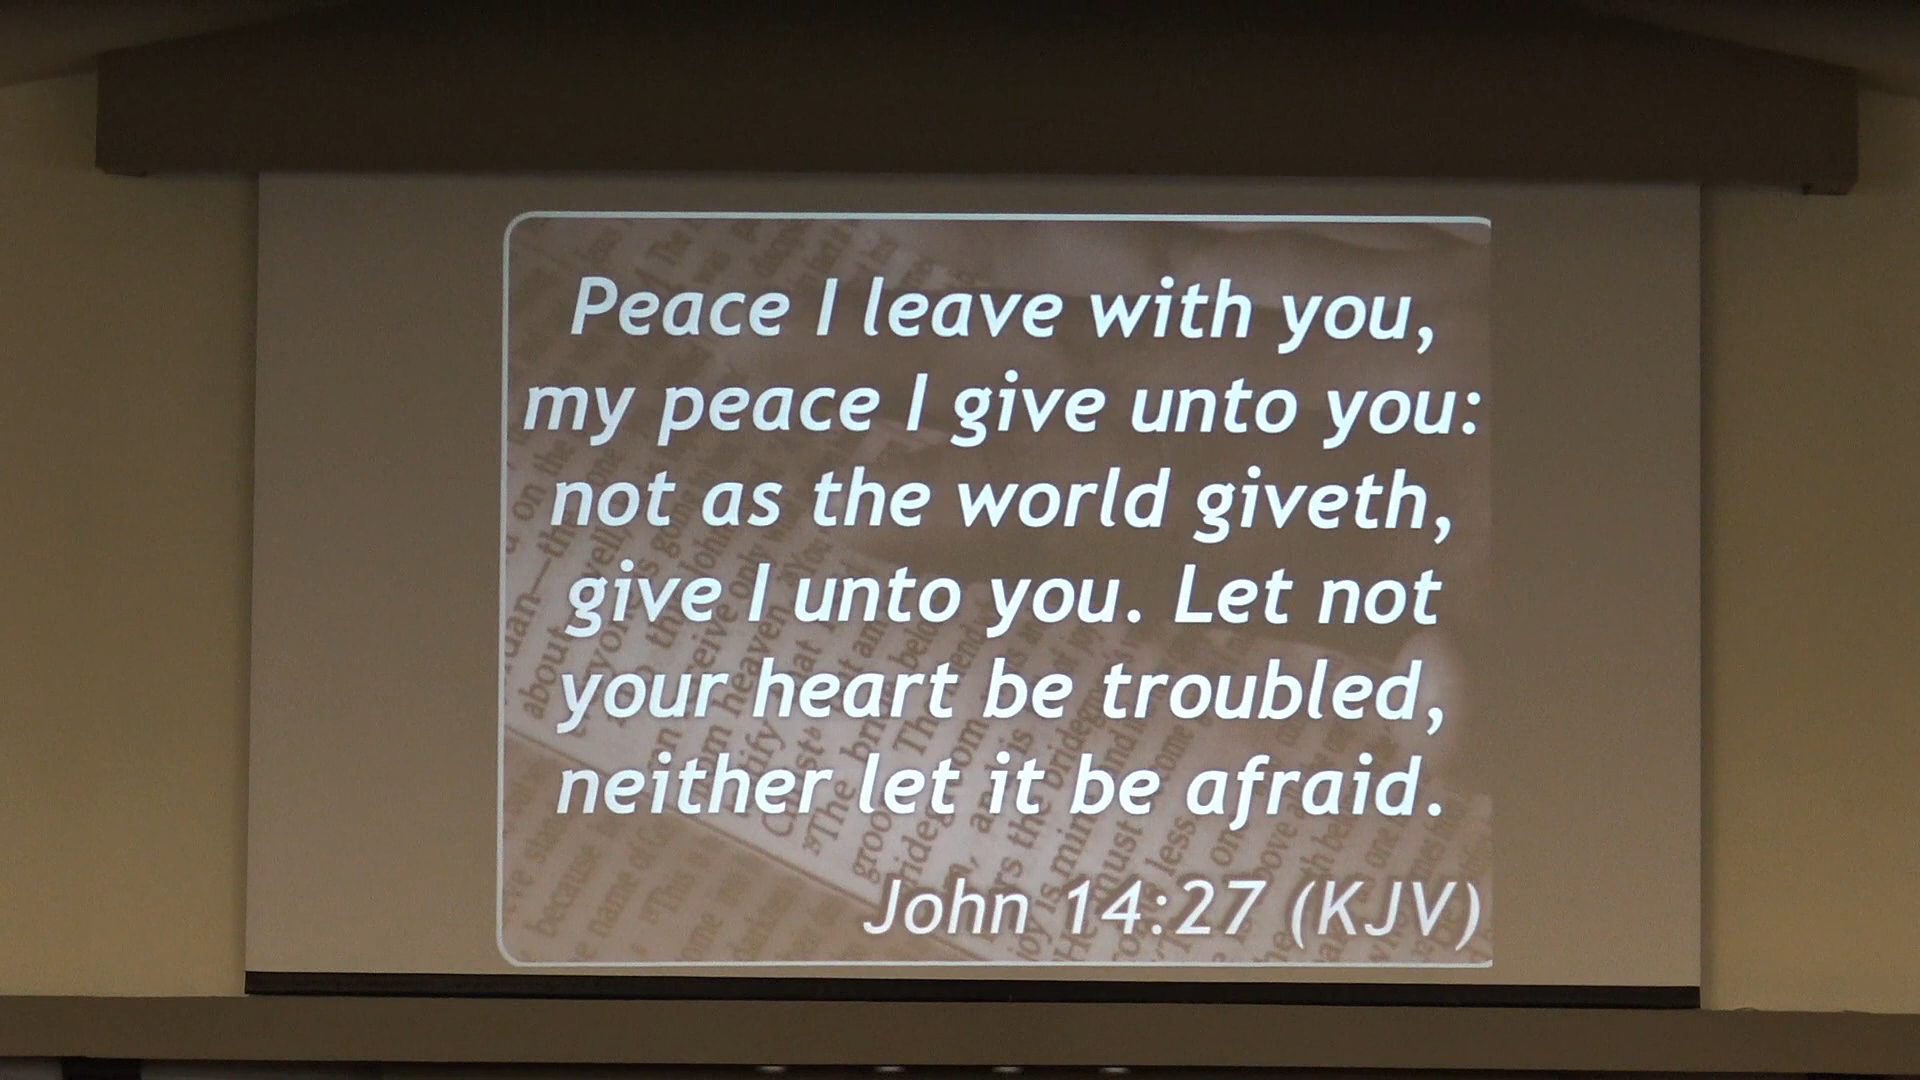 Peace I leave with you,
my peace I give unto you:
not as the world giveth,
give I unto you. Let not
your heart be troubled,
neither let it be afraid.
John 14:27 (KJV)